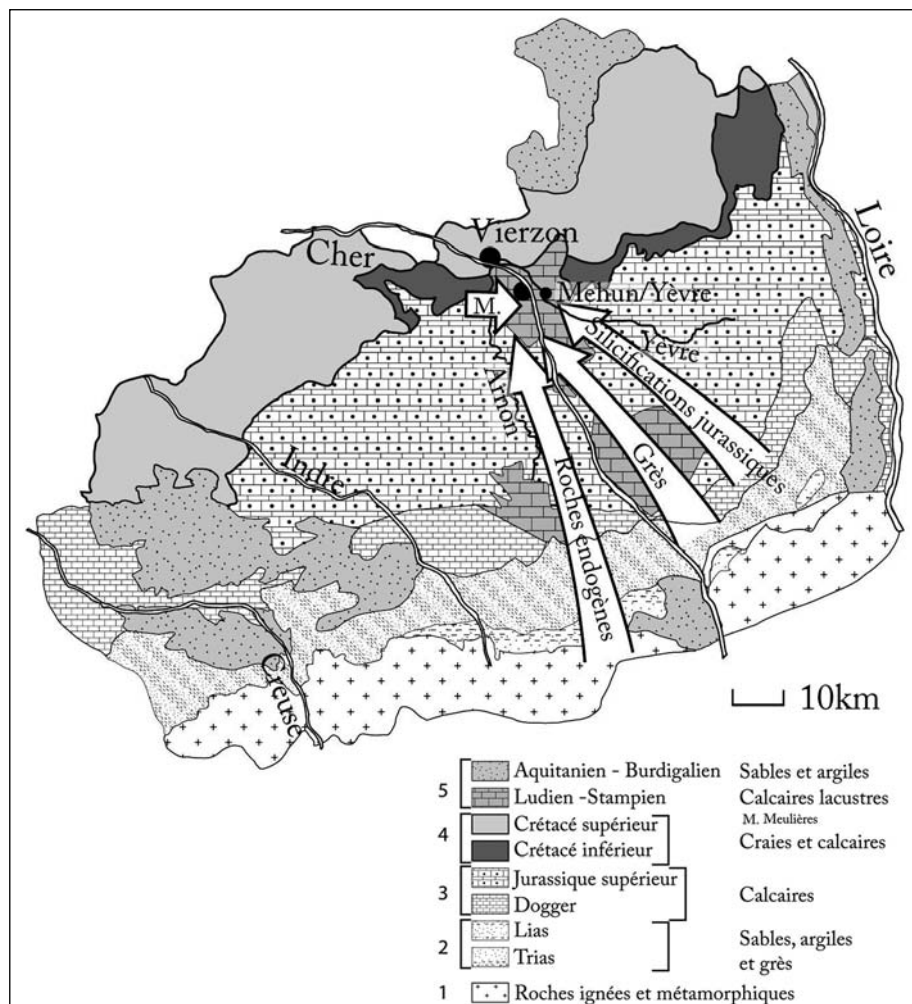 Loire
Vierzon
Cher
Mehun/Yèvre
M.
Yèvre
Silicifications jurassiques
Arnon
Grès
Indre
Roches endogènes
Creuse
10km
5 Aquitanien - Burdigalien Sables et argiles
Ludien -Stampien Calcaires lacustres
M. Meulières
4 Crétacé supérieur Craies et calcaires
Crétacé inférieur
3 Jurassique supérieur Calcaires
Dogger
2 Lias Sables, argiles
Trias et grès
1 Roches ignées et métamorphiques